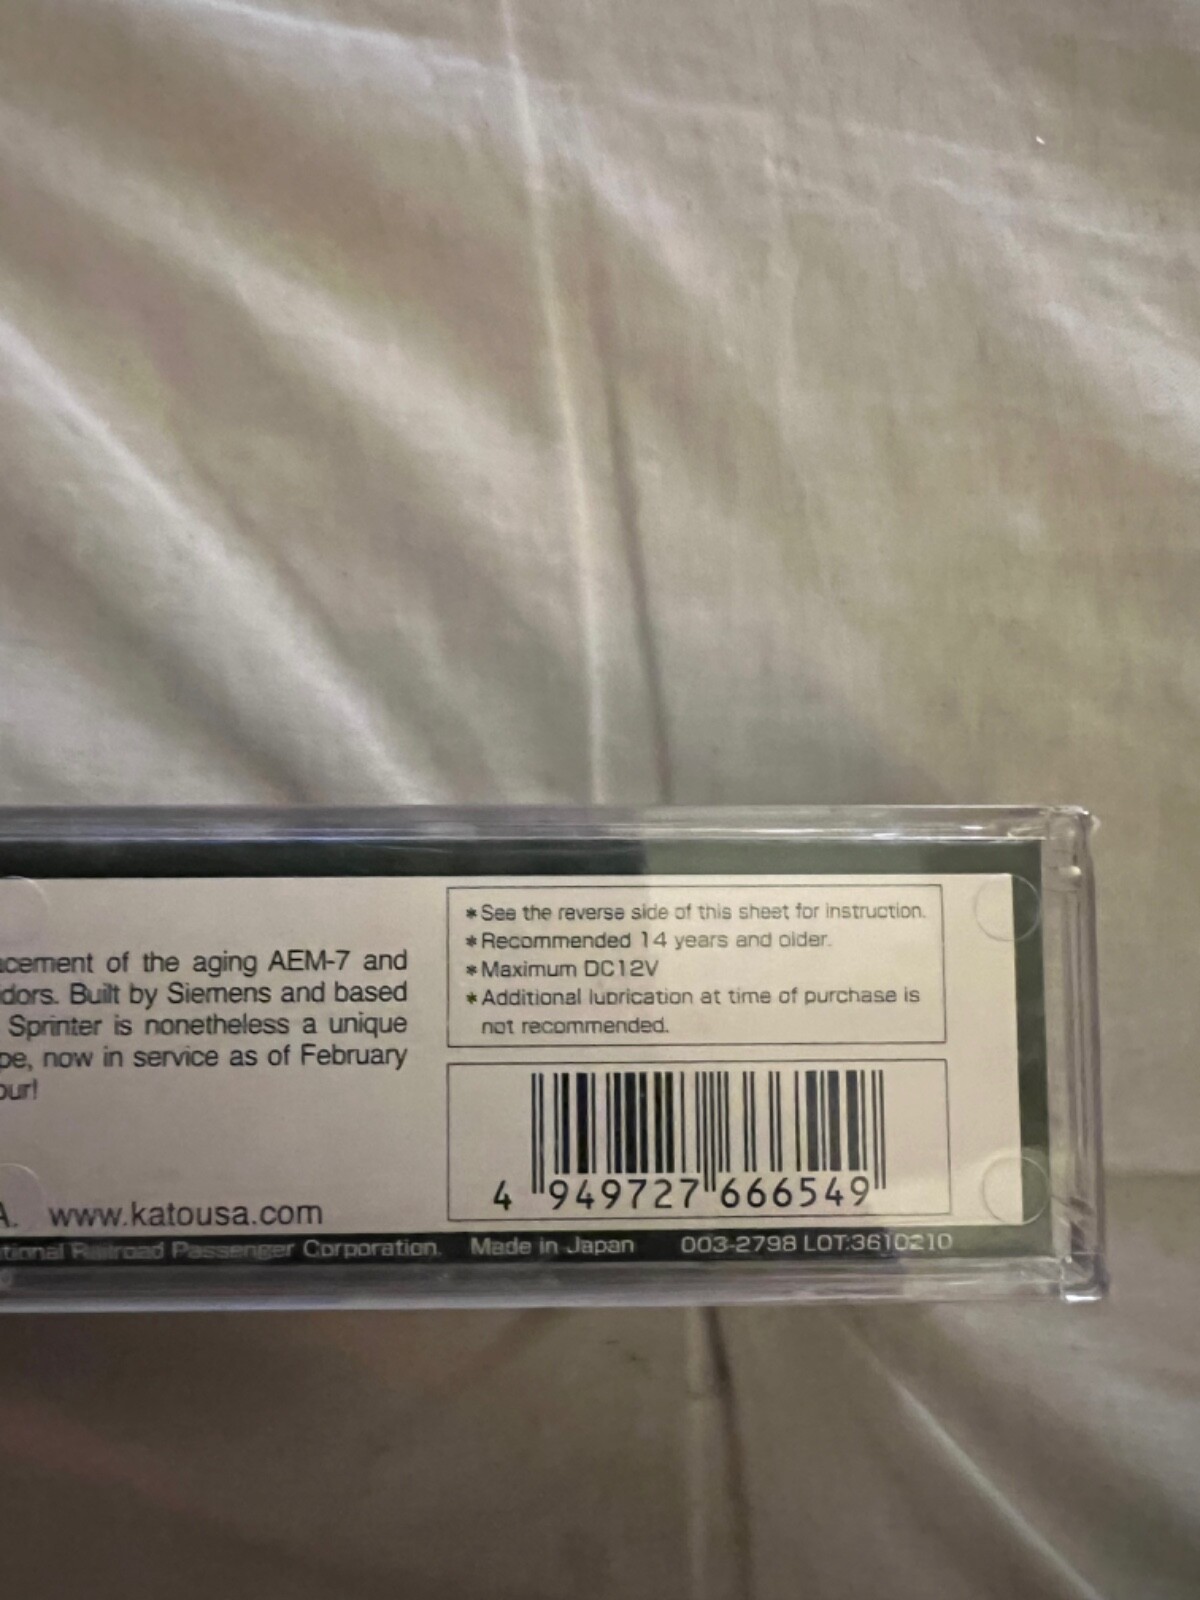 cement of the aging AEM-7 and
dors. Built by Siemens and based
Sprinter is nonetheless a unique
pe, now in service as of February
our!
A. www.katousa.com
*See the reverse side of this sheet for instruction.
*Recommended 14 years and older.
*Maximum DC12V
*Additional lubrication at time of purchase is
not recommended.
4 949727 666549
tional Railroad Passenger Corporation. Made in Japan 003-2798 LOT:3610210